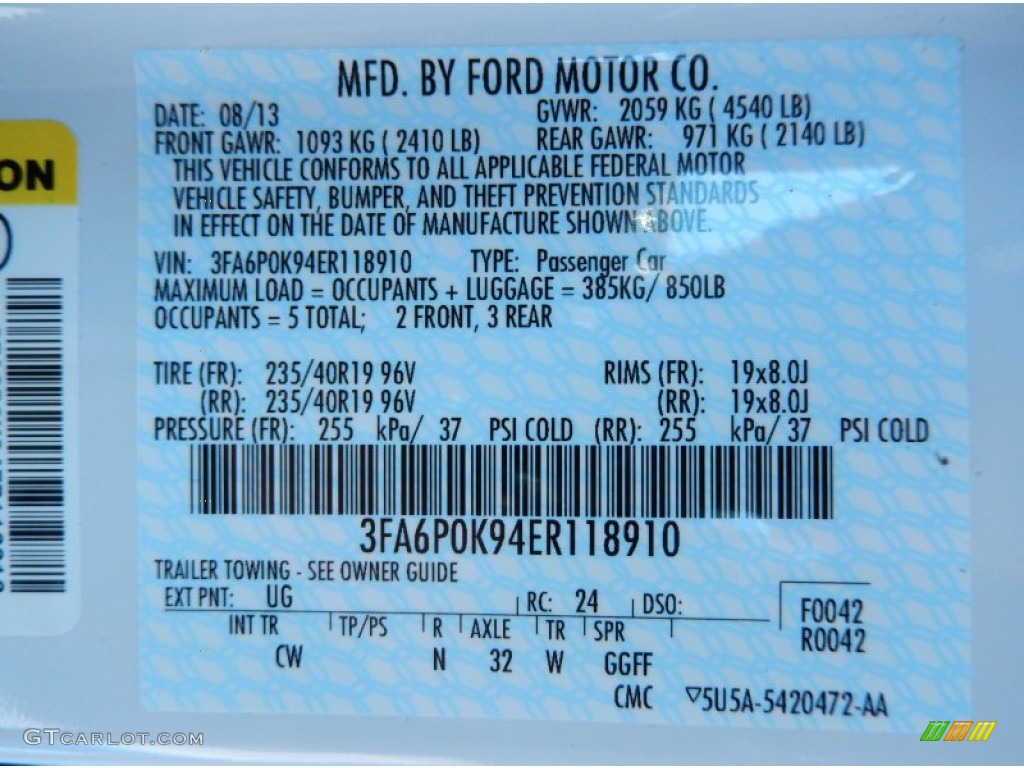 MFD. BY FORD MOTOR CO.
DATE: 08/13 GVWR: 2059 KG ( 4540 LB)
FRONT GAWR: 1093 KG ( 2410 LB) REAR GAWR: 971 KG ( 2140 LB)
THIS VEHICLE CONFORMS TO ALL APPLICABLE FEDERAL MOTOR
VEHICLE SAFETY, BUMPER, AND THEFT PREVENTION STANDARDS
IN EFFECT ON THE DATE OF MANUFACTURE SHOWN ABOVE.
VIN: 3FA6P0K94ER118910 TYPE: Passenger Car
MAXIMUM LOAD = OCCUPANTS + LUGGAGE = 385KG/ 850LB
OCCUPANTS = 5 TOTAL; 2 FRONT, 3 REAR
TIRE (FR): 235/40R19 96V RIMS (FR): 19x8.0J
(RR): 235/40R19 96V (RR): 19x8.0J
PRESSURE (FR): 255 kPa/ 37 PSI COLD (RR): 255 kPa/ 37 PSI COLD
3FA6P0K94ER118910
TRAILER TOWING - SEE OWNER GUIDE
EXT PNT: UG RC: 24 DSO: F0042
INT TR TP/PS R AXLE TR SPR R0042
CW N 32 W GGFF
CMC ▽5U5A-5420472-AA
ON
GTCARLOT.COM